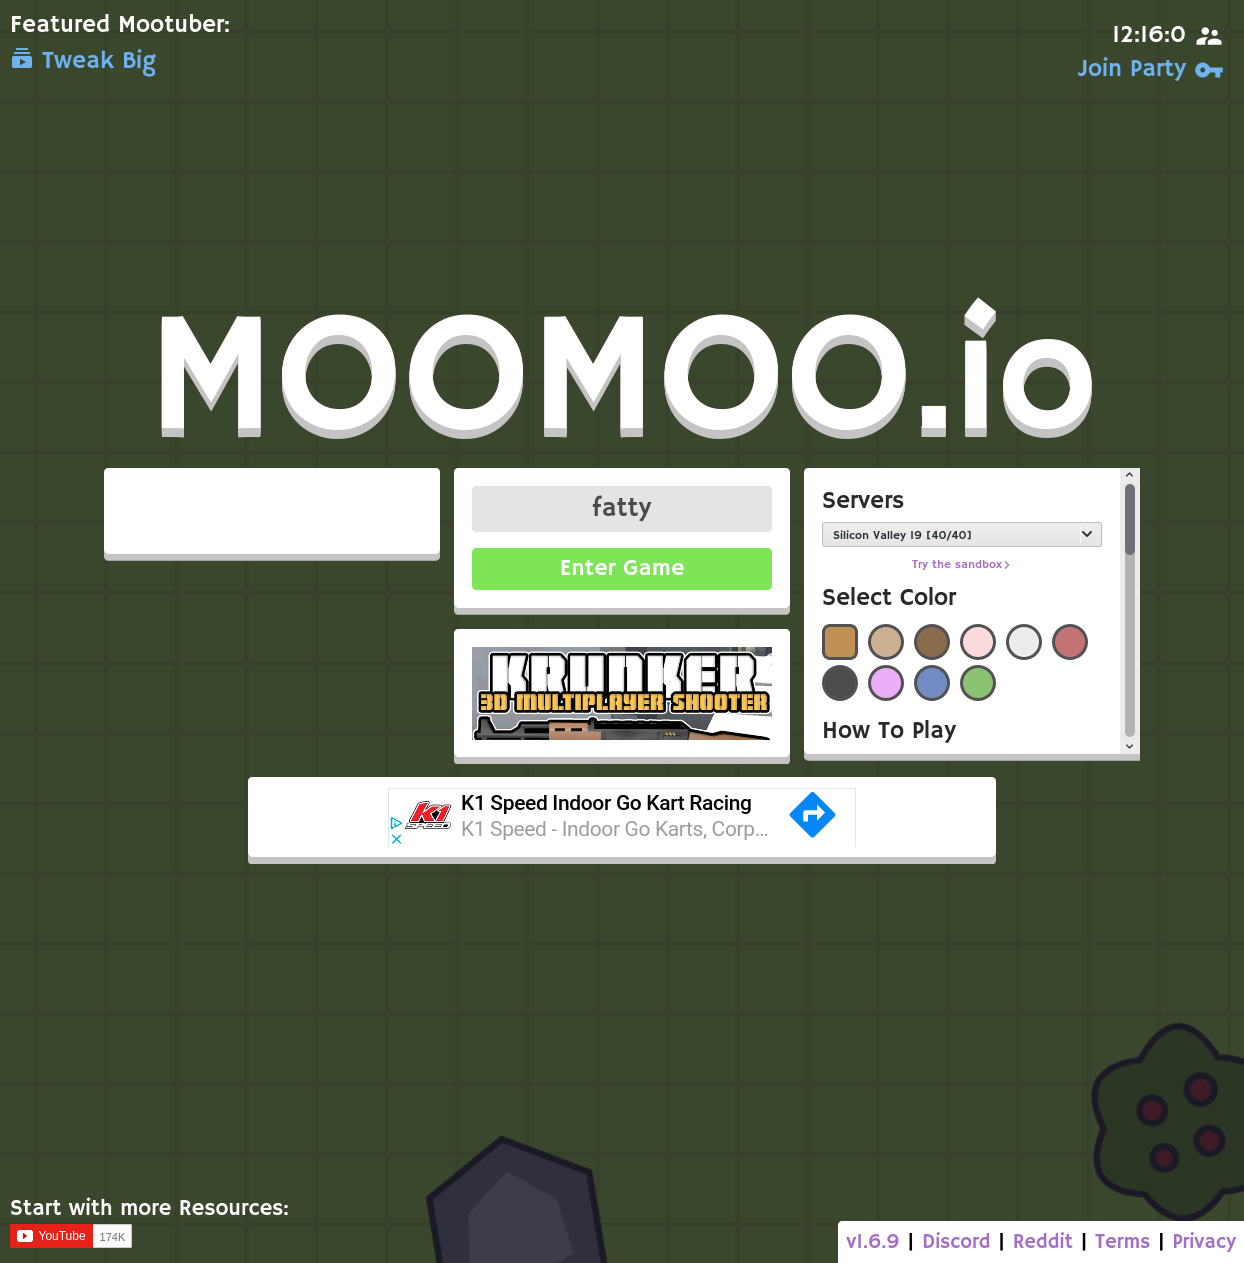 Featured Mootuber:
Tweak Big
12:16:0
Join Party
MOOMOO.io
fatty
Enter Game
KRUNKER
3D MULTIPLAYER SHOOTER
Servers
Silicon Valley 19 [40/40]
Try the sandbox
Select Color
How To Play
K1 SPEED
K1 Speed Indoor Go Kart Racing
K1 Speed - Indoor Go Karts, Corp...
Start with more Resources:
YouTube 174K
v1.6.9 | Discord | Reddit | Terms | Privacy